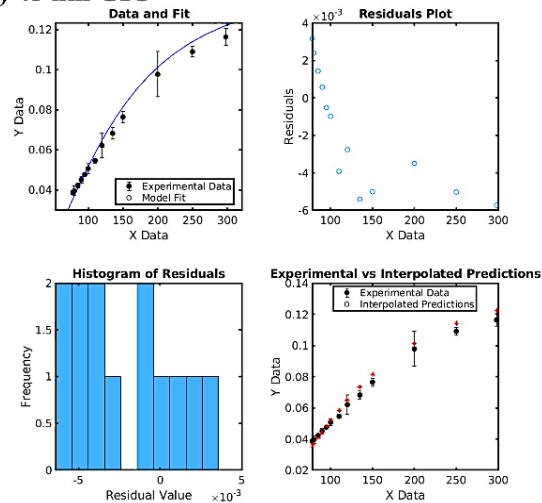 Data and Fit
0.12
0.1
0.08
0.06
0.04
Y Data
100
150
200
250
300
X Data
Experimental Data
Model Fit
Residuals Plot
×10⁻³
4
2
0
-2
-4
-6
Residuals
100
150
200
250
300
X Data
Histogram of Residuals
2
1.5
1
0.5
0
Frequency
-5
0
5
×10⁻³
Residual Value
Experimental vs Interpolated Predictions
0.14
0.12
0.1
0.08
0.06
0.04
0.02
Y Data
100
150
200
250
300
X Data
Experimental Data
Interpolated Predictions